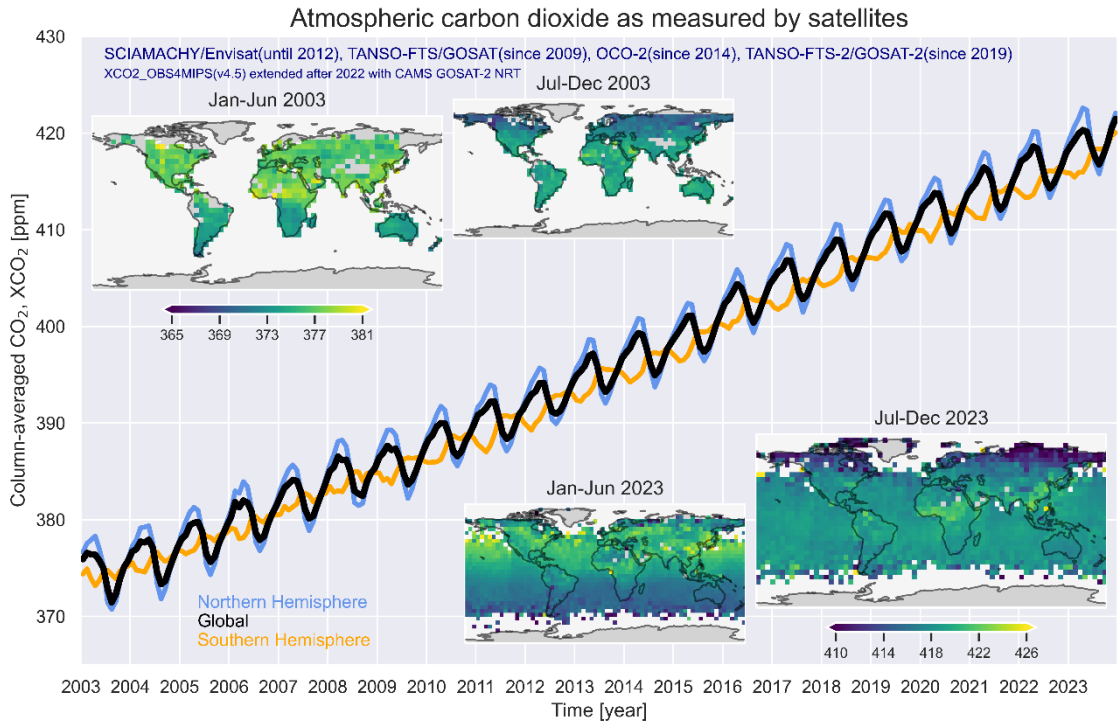 Atmospheric carbon dioxide as measured by satellites
SCIAMACHY/Envisat(until 2012), TANSO-FTS/GOSAT(since 2009), OCO-2(since 2014), TANSO-FTS-2/GOSAT-2(since 2019)
XCO2_OBS4MIPS(v4.5) extended after 2022 with CAMS GOSAT-2 NRT
Jan-Jun 2003
Jul-Dec 2003
365 369 373 377 381
Column-averaged CO₂, XCO₂ [ppm]
430
420
410
400
390
380
370
Jul-Dec 2023
Jan-Jun 2023
410 414 418 422 426
Northern Hemisphere
Global
Southern Hemisphere
2003 2004 2005 2006 2007 2008 2009 2010 2011 2012 2013 2014 2015 2016 2017 2018 2019 2020 2021 2022 2023
Time [year]